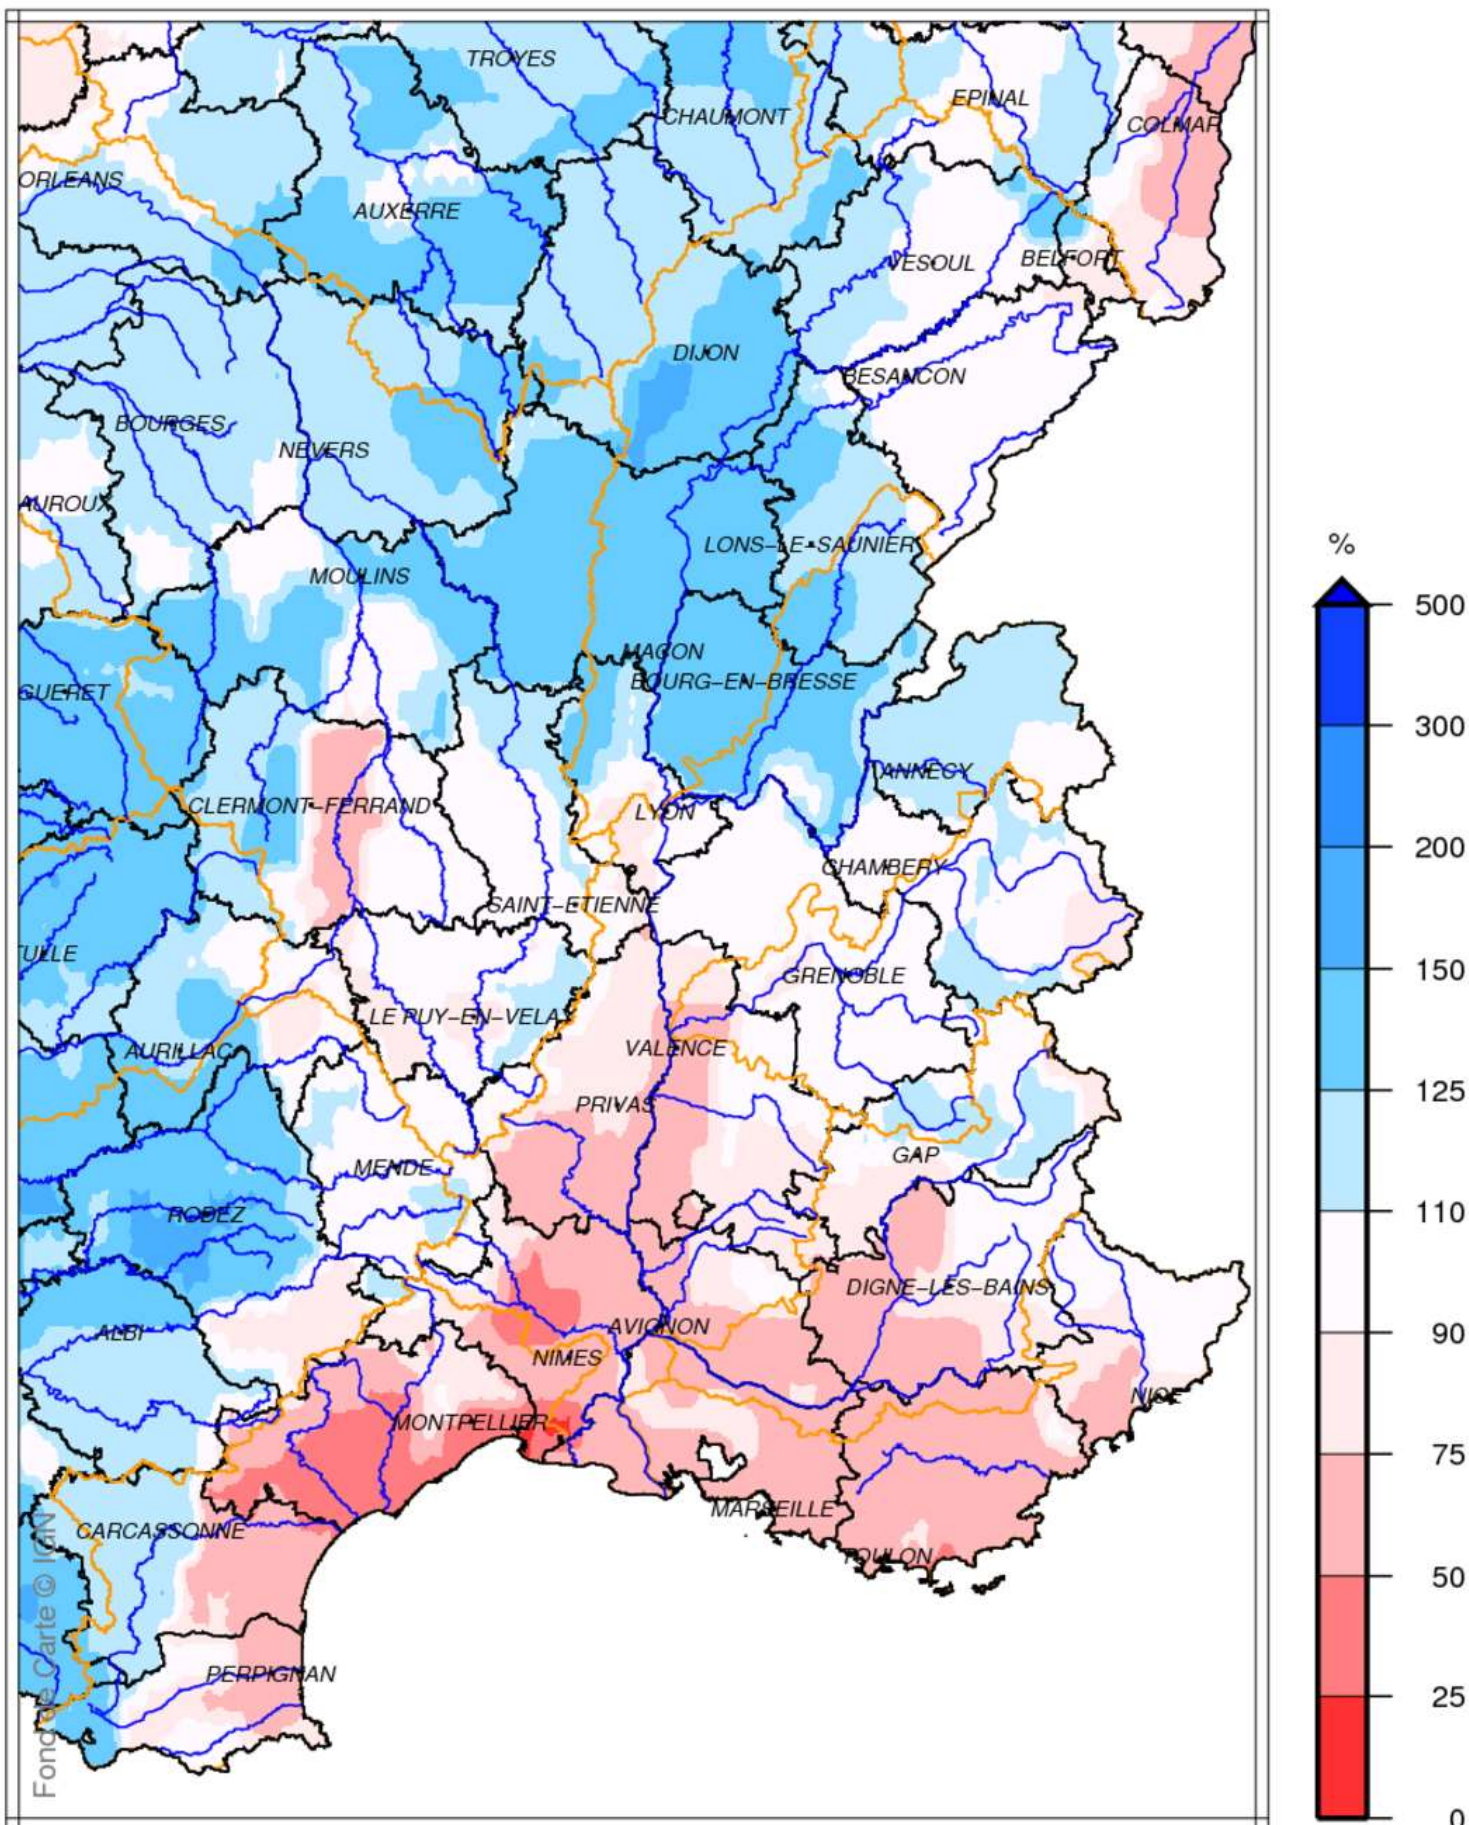 TROYES
EPINAL
CHAUMONT
COLMAR
ORLEANS
AUXERRE
VESOUL
BELFORT
DIJON
BESANCON
BOURGES
NEVERS
AUROUX
%
LONS-LE-SAUNIER
MOULINS
500
MACON
BOURG-EN-BRESSE
GUERET
300
ANNECY
CLERMONT-FERRAND
LYON
200
CHAMBERY
SAINT-ETIENNE
TULLE
GRENOBLE
150
LE PUY-EN-VELAY
AURILLAC
VALENCE
125
PRIVAS
GAP
MENDE
RODEZ
110
DIGNE-LES-BAINS
AVIGNON
ALBI
90
NIMES
NICE
MONTPELLIER
75
MARSEILLE
CARCASSONNE
TOULON
50
PERPIGNAN
25
Fond de Carte © IGN
0